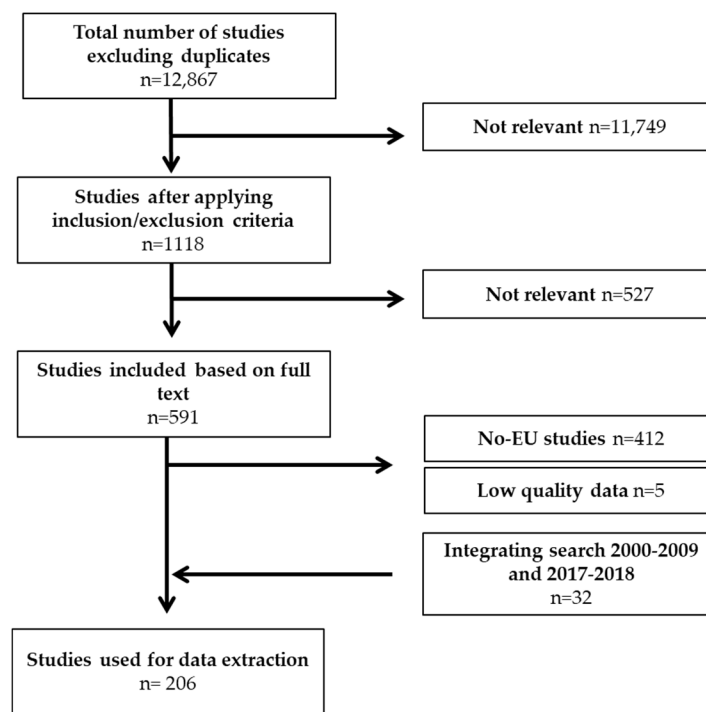 Total number of studies
excluding duplicates
n=12,867
Not relevant n=11,749
Studies after applying
inclusion/exclusion criteria
n=1118
Not relevant n=527
Studies included based on full
text
n=591
No-EU studies n=412
Low quality data n=5
Integrating search 2000-2009
and 2017-2018
n=32
Studies used for data extraction
n= 206